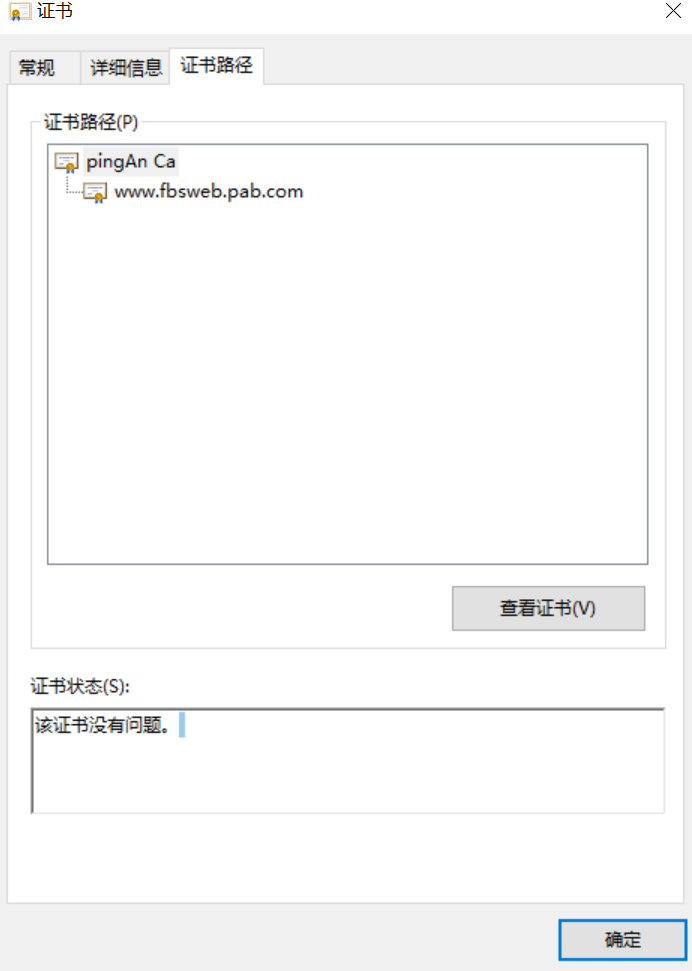 证书
常规 详细信息 证书路径
证书路径(P)
pingAn Ca
www.fbsweb.pab.com
查看证书(V)
证书状态(S):
该证书没有问题。
确定